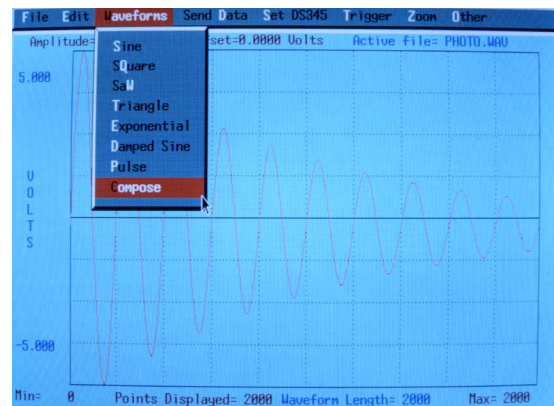 File Edit Waveforms Send Data Set DS345 Trigger Zoom Other
Amplitude= set=0.0000 Volts Active file= PHOTO.WAV
Sine
SQuare
SaW
Triangle
Exponential
Damped Sine
Pulse
Compose
5.000
VOLTS
-5.000
Min= 0 Points Displayed= 2000 Waveform Length= 2000 Max= 2000